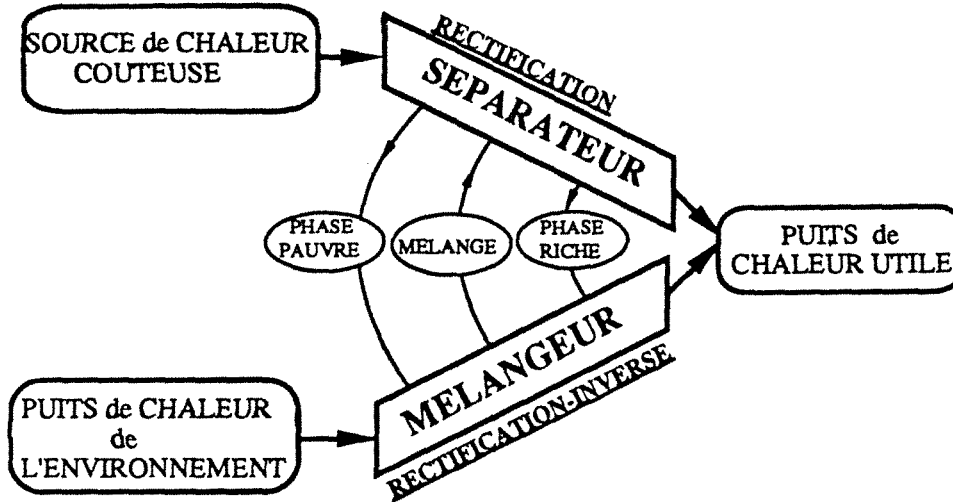 SOURCE de CHALEUR
COUTEUSE
RECTIFICATION
SEPARATEUR
PHASE
PAUVRE
MELANGE
PHASE
RICHE
PUITS de
CHALEUR UTILE
MELANGEUR
RECTIFICATION-INVERSE
PUITS de CHALEUR
de
L'ENVIRONNEMENT